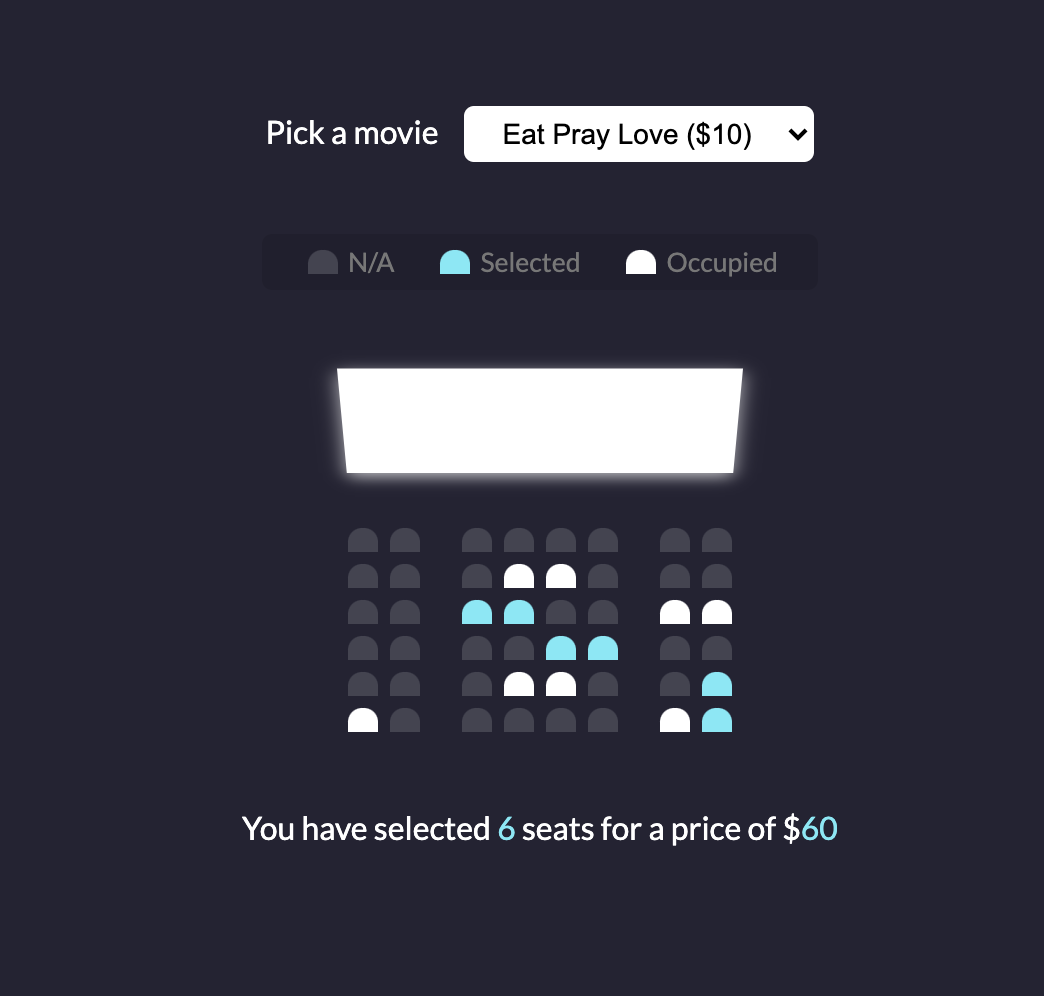 Pick a movie Eat Pray Love ($10)
N/A Selected Occupied
You have selected 6 seats for a price of $60